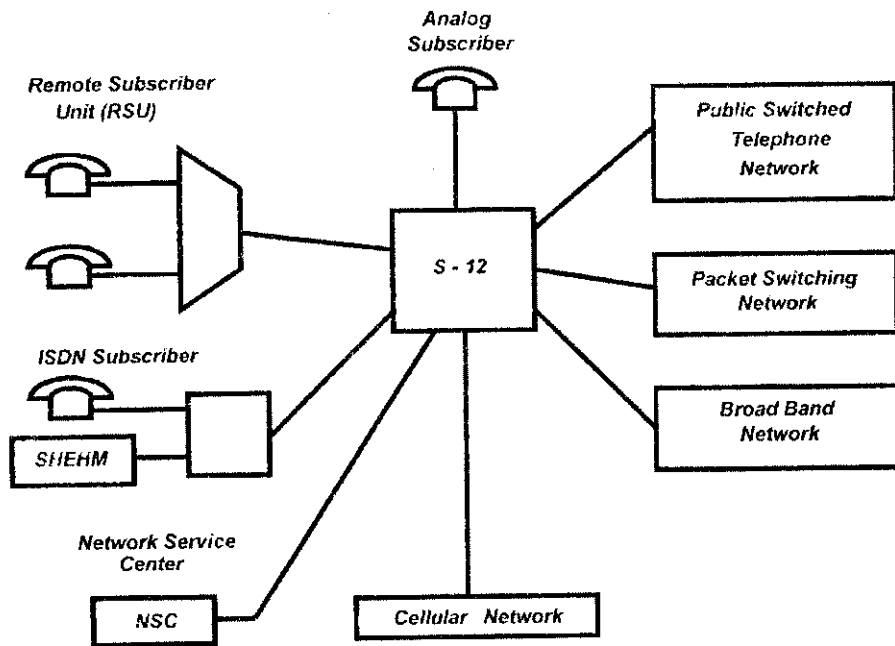 Analog
Subscriber
Remote Subscriber
Unit (RSU)
Public Switched
Telephone
Network
S - 12
Packet Switching
Network
ISDN Subscriber
SHEHM
Broad Band
Network
Network Service
Center
NSC
Cellular Network